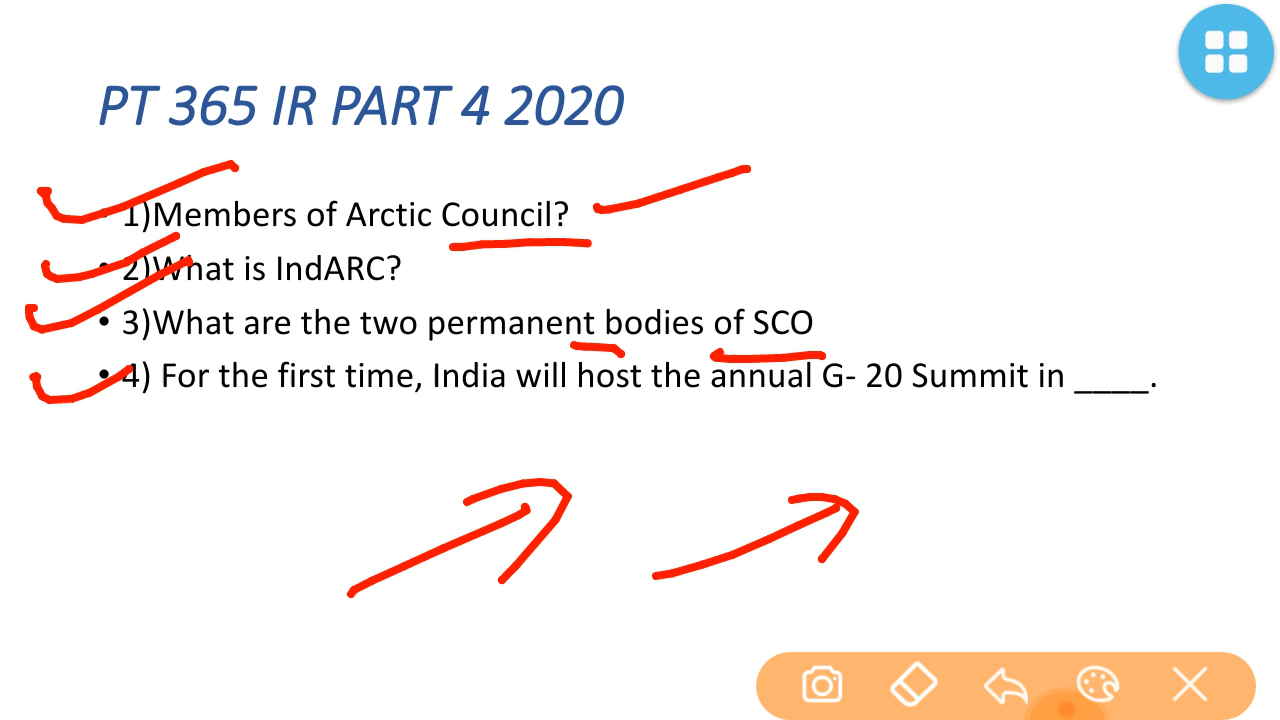 PT 365 IR PART 4 2020
• 1)Members of Arctic Council?
• 2)What is IndARC?
• 3)What are the two permanent bodies of SCO
• 4) For the first time, India will host the annual G- 20 Summit in ____.